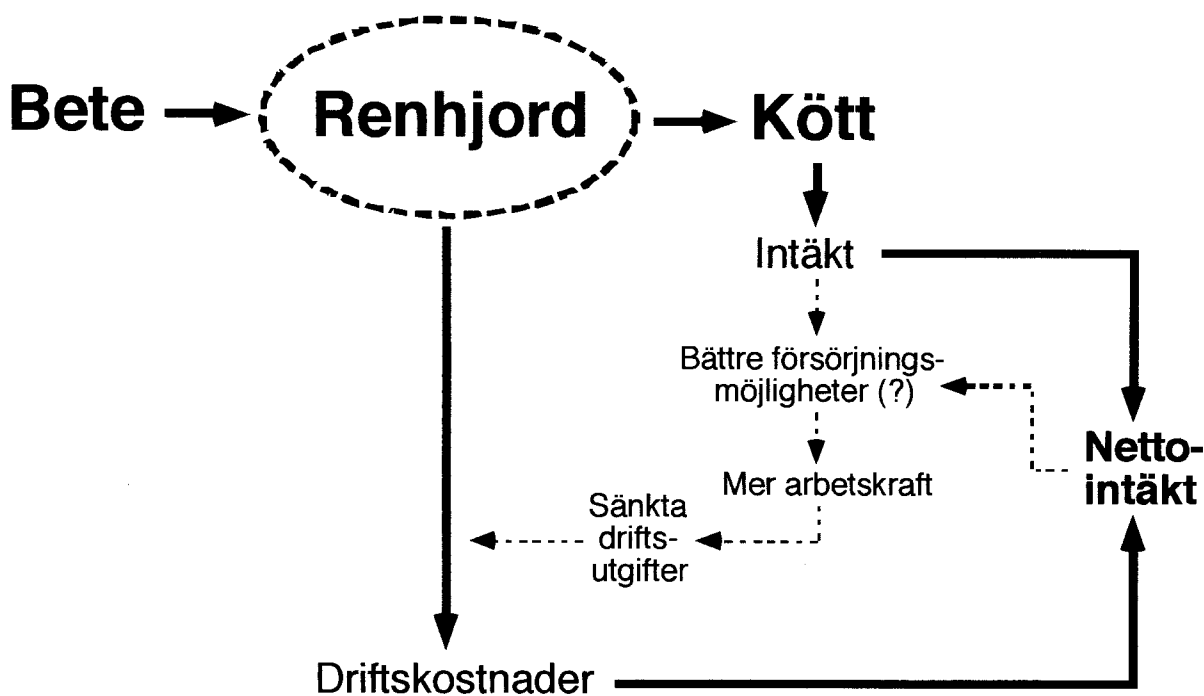 Bete
Renhjord
Kött
Intäkt
Bättre försörjnings-
möjligheter (?)
Netto-
intäkt
Mer arbetskraft
Sänkta
drifts-
utgifter
Driftskostnader